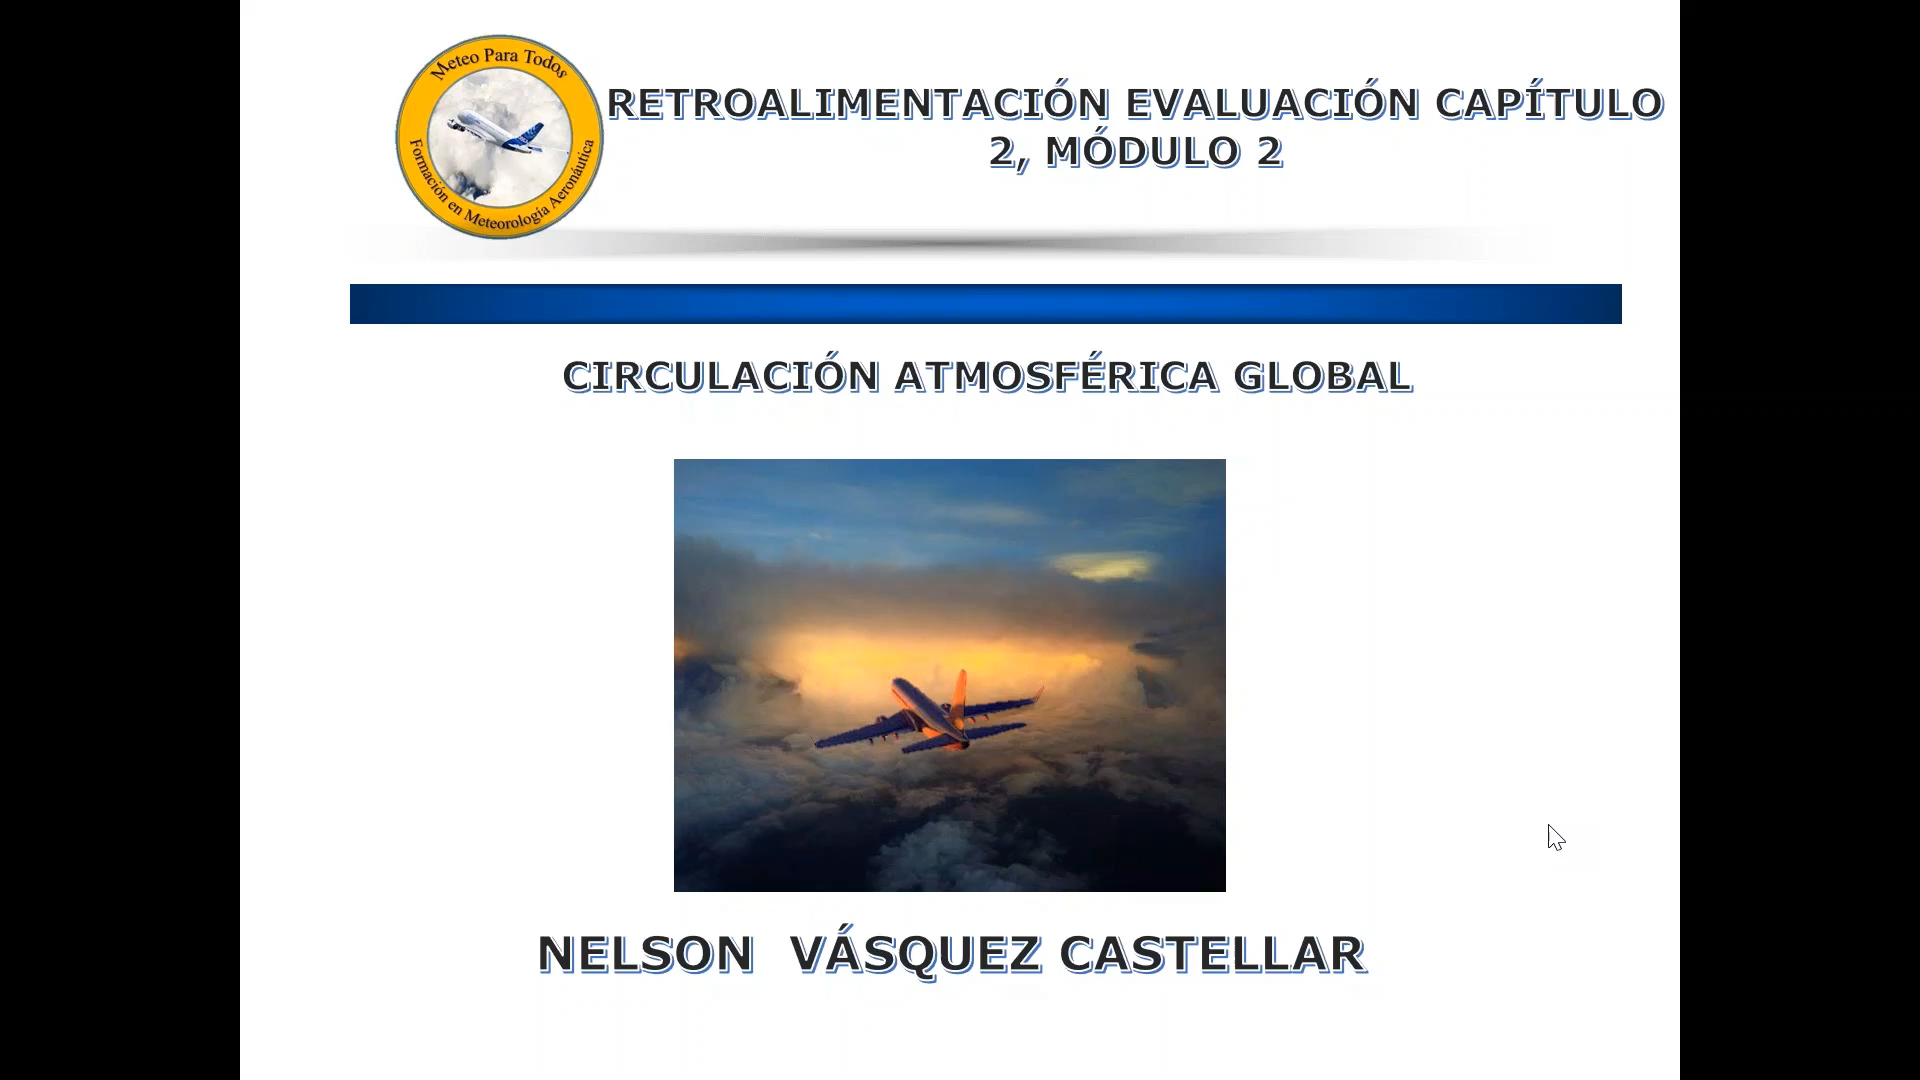 Meteo Para Todos
Formación en Meteorología Aeronáutica
RETROALIMENTACIÓN EVALUACIÓN CAPÍTULO
2, MÓDULO 2
CIRCULACIÓN ATMOSFÉRICA GLOBAL
NELSON VÁSQUEZ CASTELLAR